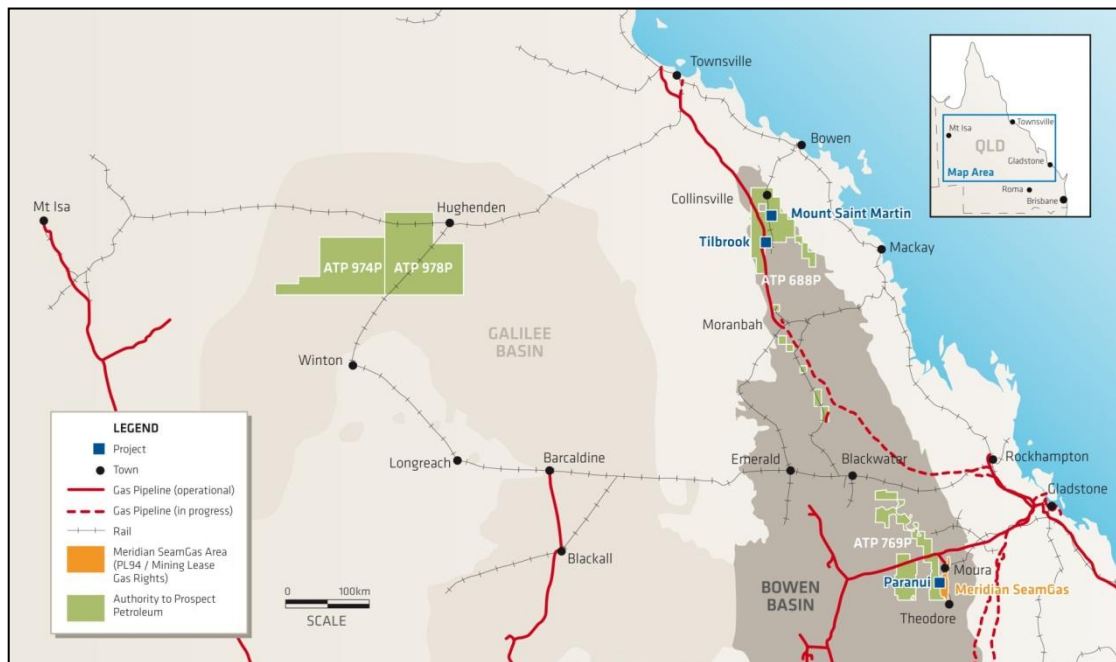 Townsville
Bowen
Collinsville
Mount Saint Martin
Mt Isa
Hughenden
Tilbrook
Mackay
ATP 974P
ATP 978P
ATP 688P
Moranbah
GALILEE
BASIN
Winton
Longreach
Barcaldine
Emerald
Blackwater
Rockhampton
Gladstone
Blackall
ATP 769P
Moura
Paranui
Meridian SeamGas
BOWEN
BASIN
Theodore
LEGEND
Project
Town
Gas Pipeline (operational)
Gas Pipeline (in progress)
Rail
Meridian SeamGas Area
(PL94 / Mining Lease
Gas Rights)
Authority to Prospect
Petroleum
0
100km
SCALE
Townsville
Mt Isa
QLD
Gladstone
Map Area
Roma
Brisbane